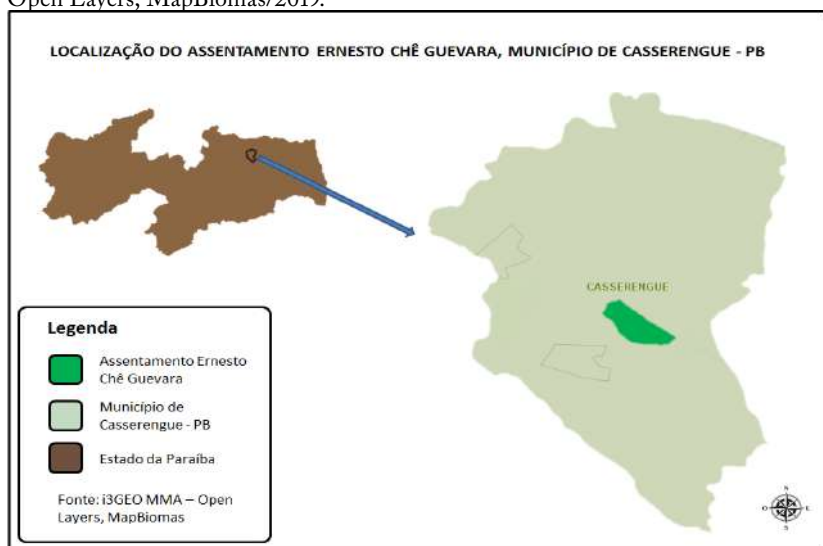 Open Layers, MapBiomas/2019.
LOCALIZAÇÃO DO ASSENTAMENTO ERNESTO CHÊ GUEVARA, MUNICÍPIO DE CASSERENGUE - PB
CASSERENGUE
Legenda
Assentamento Ernesto
Chê Guevara
Município de
Casserengue - PB
Estado da Paraíba
Fonte: i3GEO MMA – Open
Layers, MapBiomas
S
O
E
S